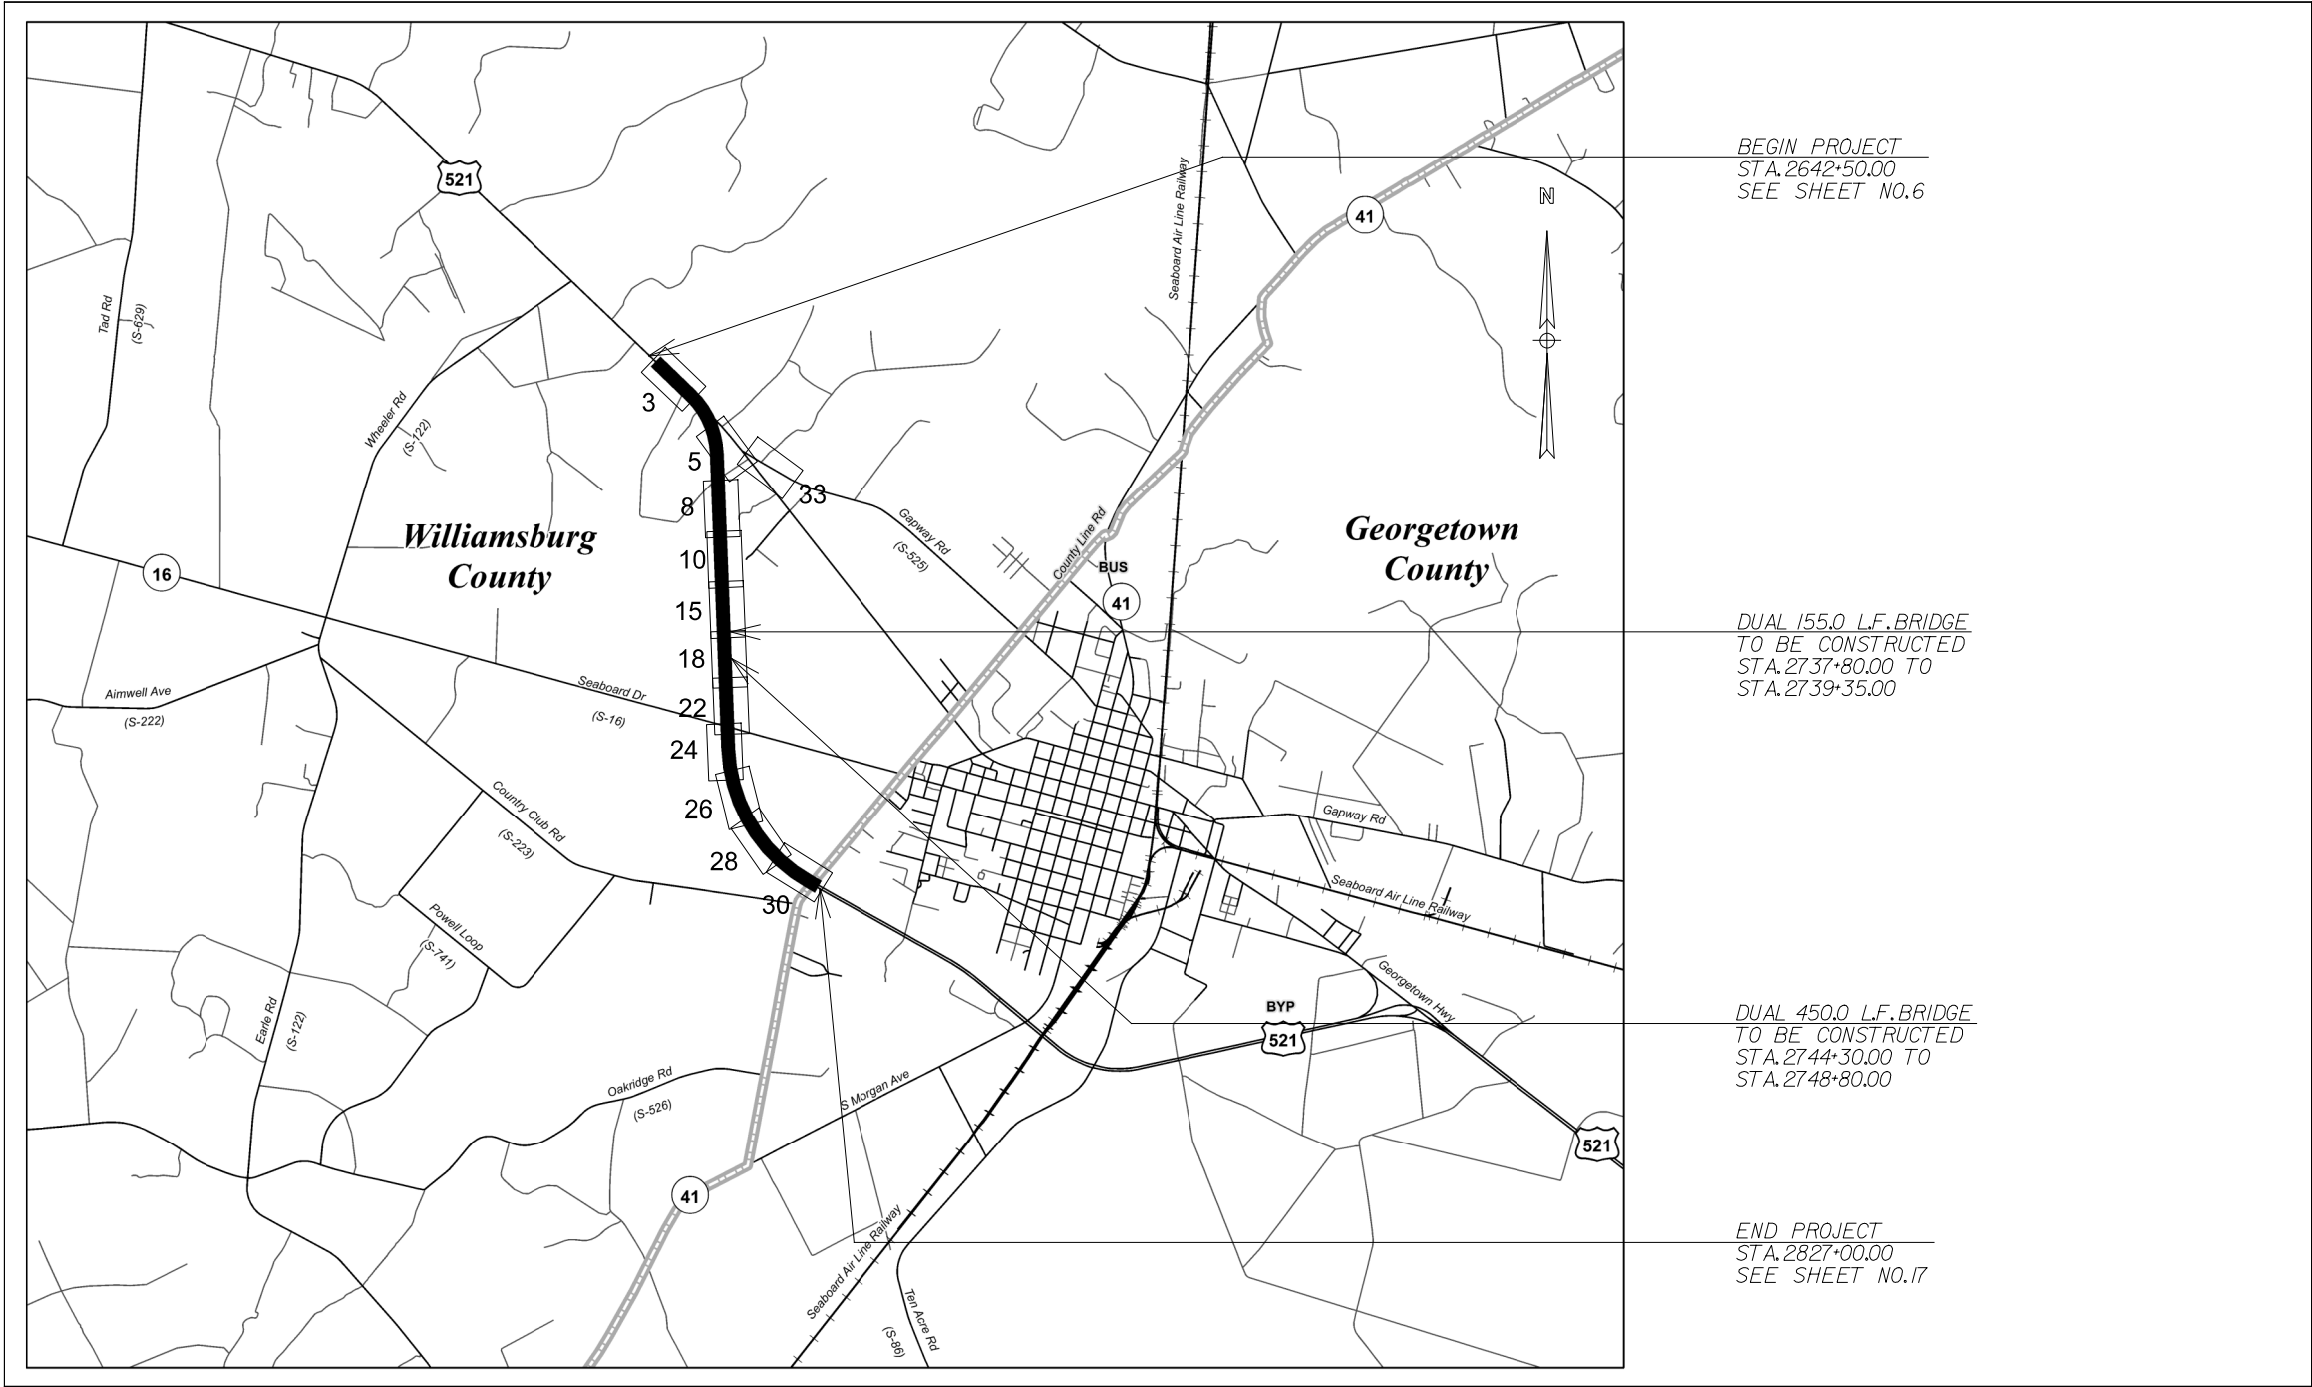 BEGIN PROJECT
STA.2642+50.00
SEE SHEET NO.6
N
521
41
Seaboard Air Line Railway
Tad Rd
(S-629)
3
Wheeler Rd
(S-122)
5
33
8
Gapway Rd
(S-525)
County Line Rd
Williamsburg
County
Georgetown
County
10
BUS
41
16
15
DUAL 155.0 L.F.BRIDGE
TO BE CONSTRUCTED
STA.2737+80.00 TO
STA.2739+35.00
18
Seaboard Dr
(S-16)
Aimwell Ave
(S-222)
22
24
26
Country Club Rd
(S-223)
Gapway Rd
28
30
Seaboard Air Line Railway
Powell Loop
(S-741)
Georgetown Hwy
Earle Rd
(S-122)
BYP
521
DUAL 450.0 L.F.BRIDGE
TO BE CONSTRUCTED
STA.2744+30.00 TO
STA.2748+80.00
Oakridge Rd
(S-526)
S Morgan Ave
521
41
Seaboard Air Line Railway
Ten Acre Rd
(S-86)
END PROJECT
STA.2827+00.00
SEE SHEET NO.17